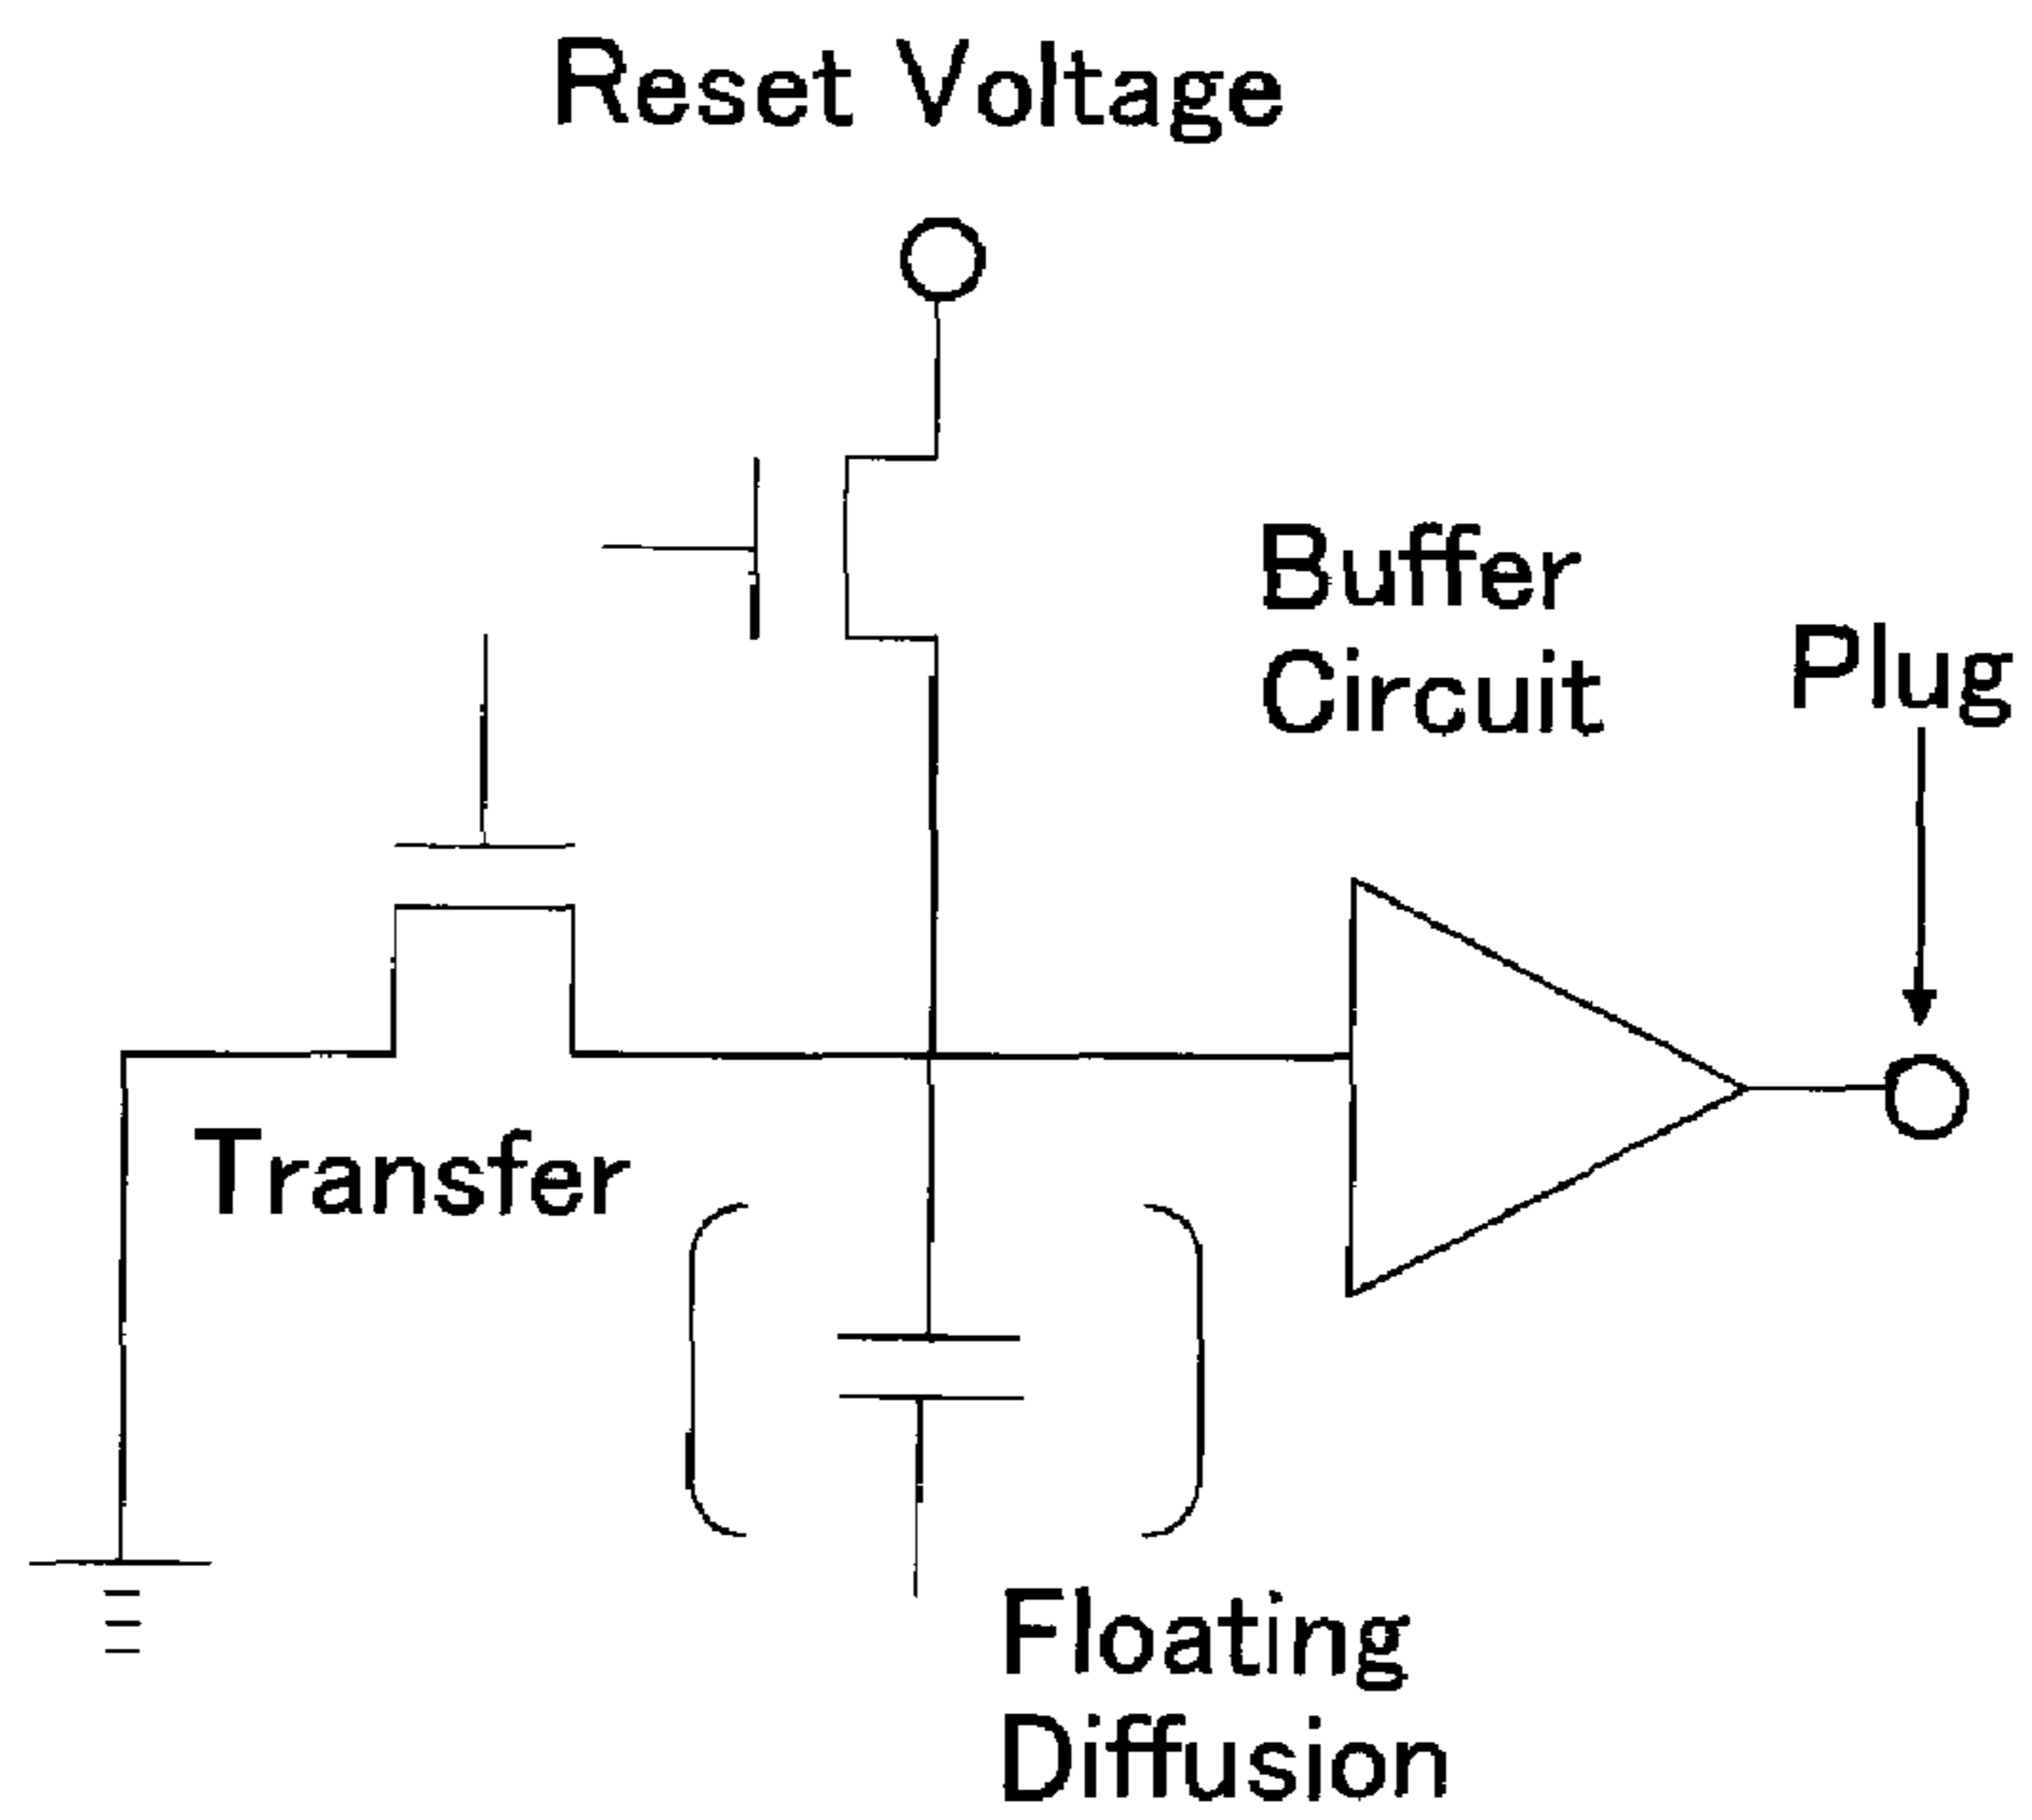 Reset Voltage
Buffer
Circuit
Plug
Transfer
Floating
Diffusion